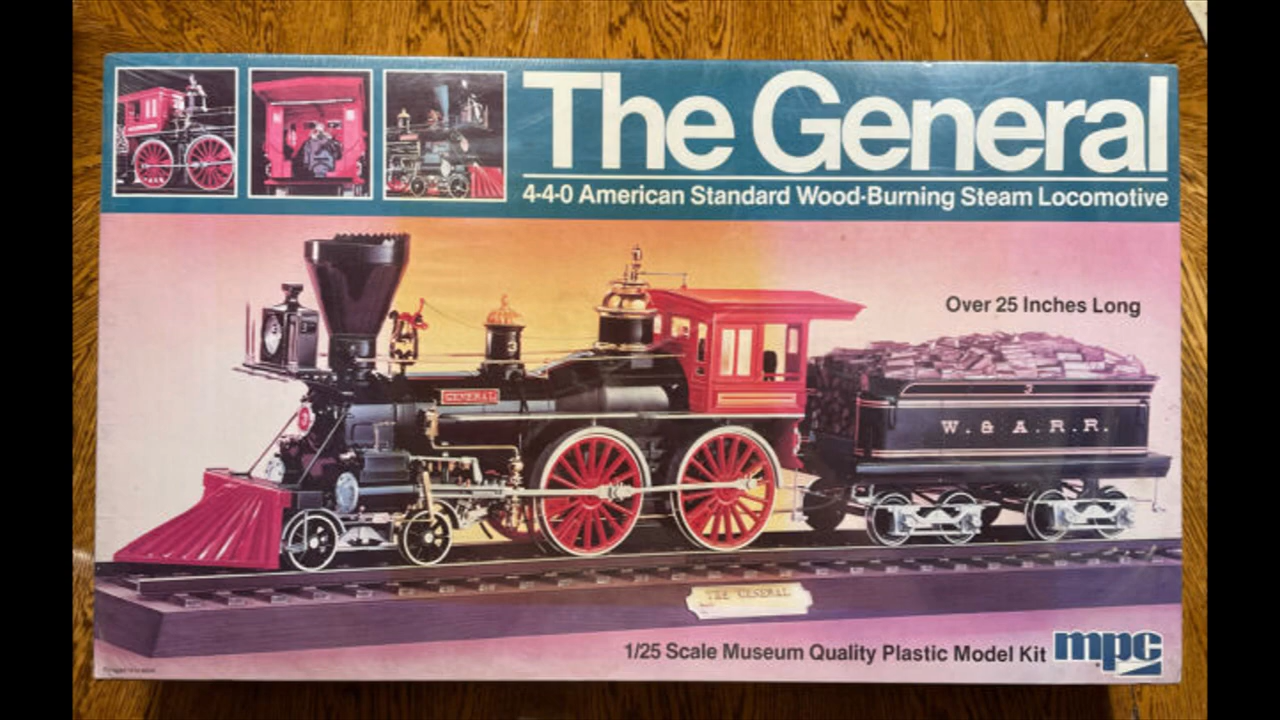 The General
4-4-0 American Standard Wood-Burning Steam Locomotive
Over 25 Inches Long
GENERAL
3
W. & A. R. R.
THE GENERAL
1/25 Scale Museum Quality Plastic Model Kit
mpc